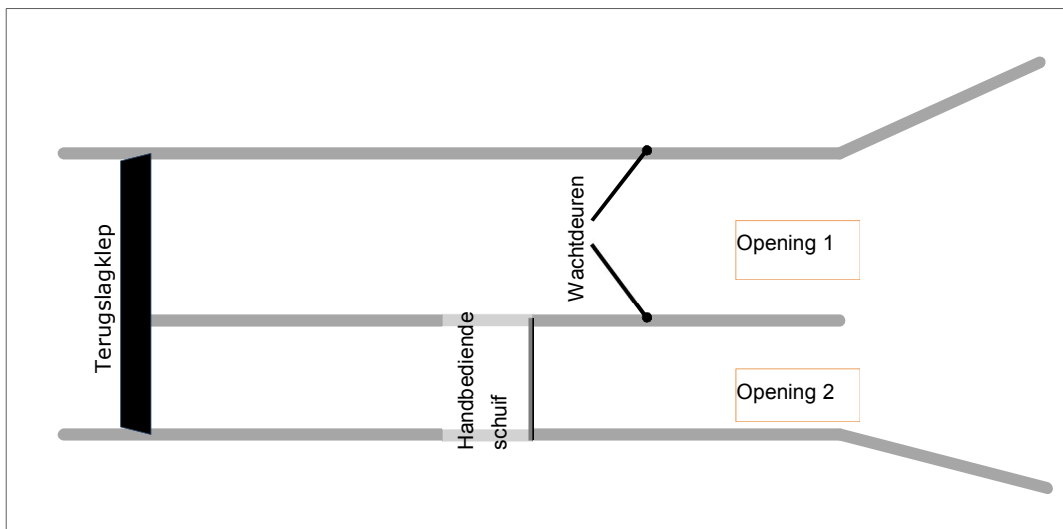 Terugslagklep
Handbediende
schuif
Wachtdeuren
Opening 1
Opening 2